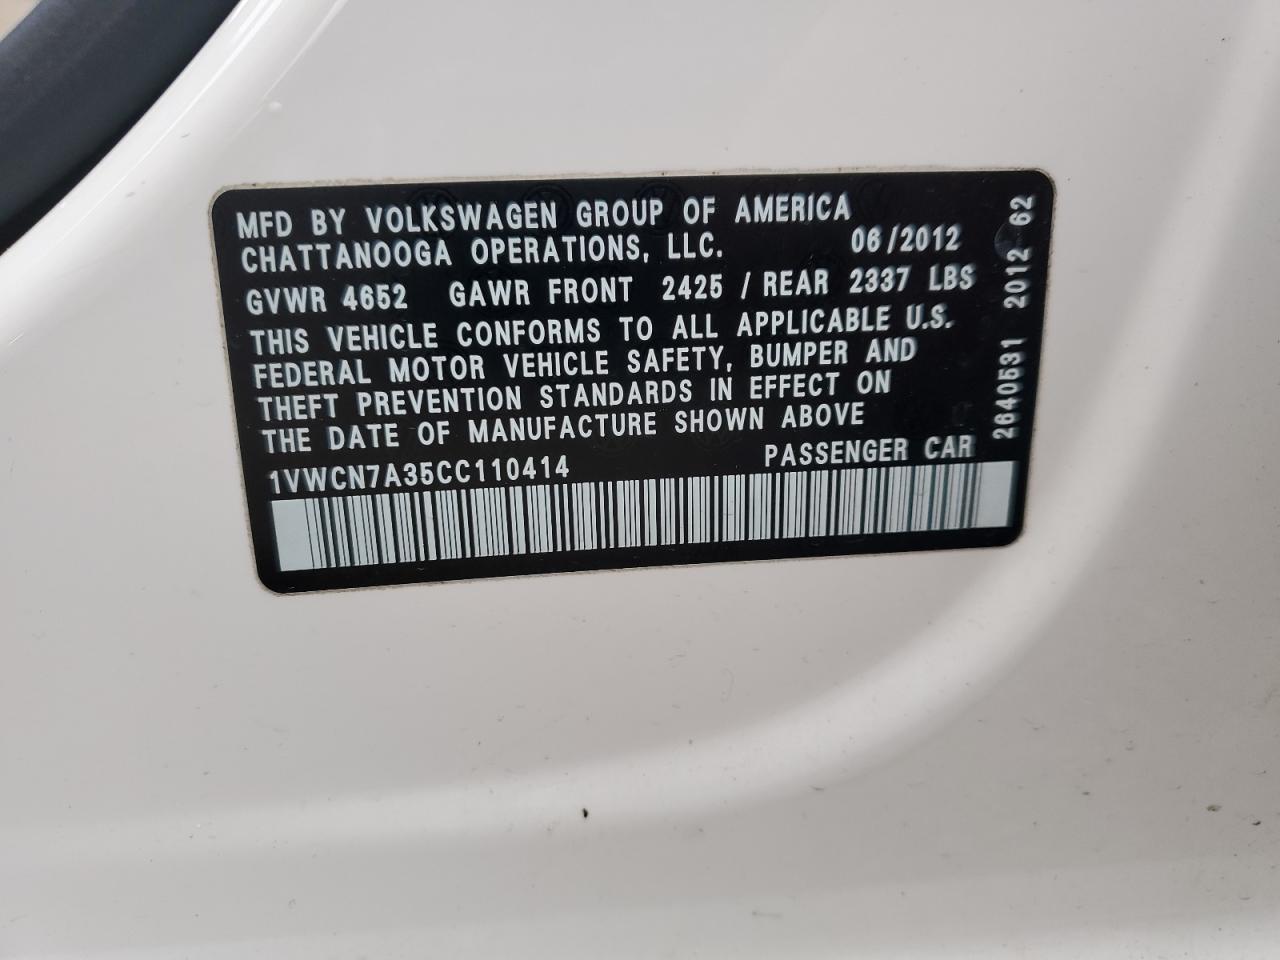 MFD BY VOLKSWAGEN GROUP OF AMERICA
CHATTANOOGA OPERATIONS, LLC. 06/2012
GVWR 4652 GAWR FRONT 2425 / REAR 2337 LBS
THIS VEHICLE CONFORMS TO ALL APPLICABLE U.S.
FEDERAL MOTOR VEHICLE SAFETY, BUMPER AND
THEFT PREVENTION STANDARDS IN EFFECT ON
THE DATE OF MANUFACTURE SHOWN ABOVE
1VWCN7A35CC110414 PASSENGER CAR
2640531 2012 62